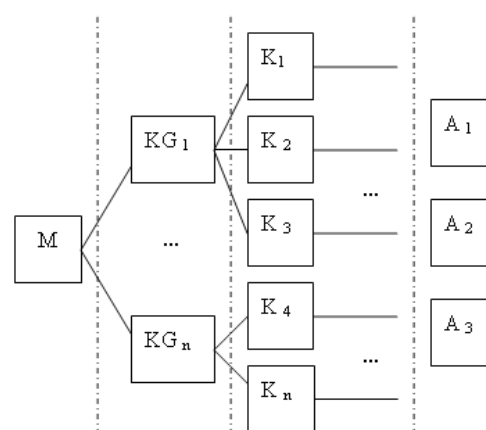 K₁
A₁
KG₁
K₂
...
K₃
A₂
M
...
K₄
A₃
KGₙ
...
Kₙ